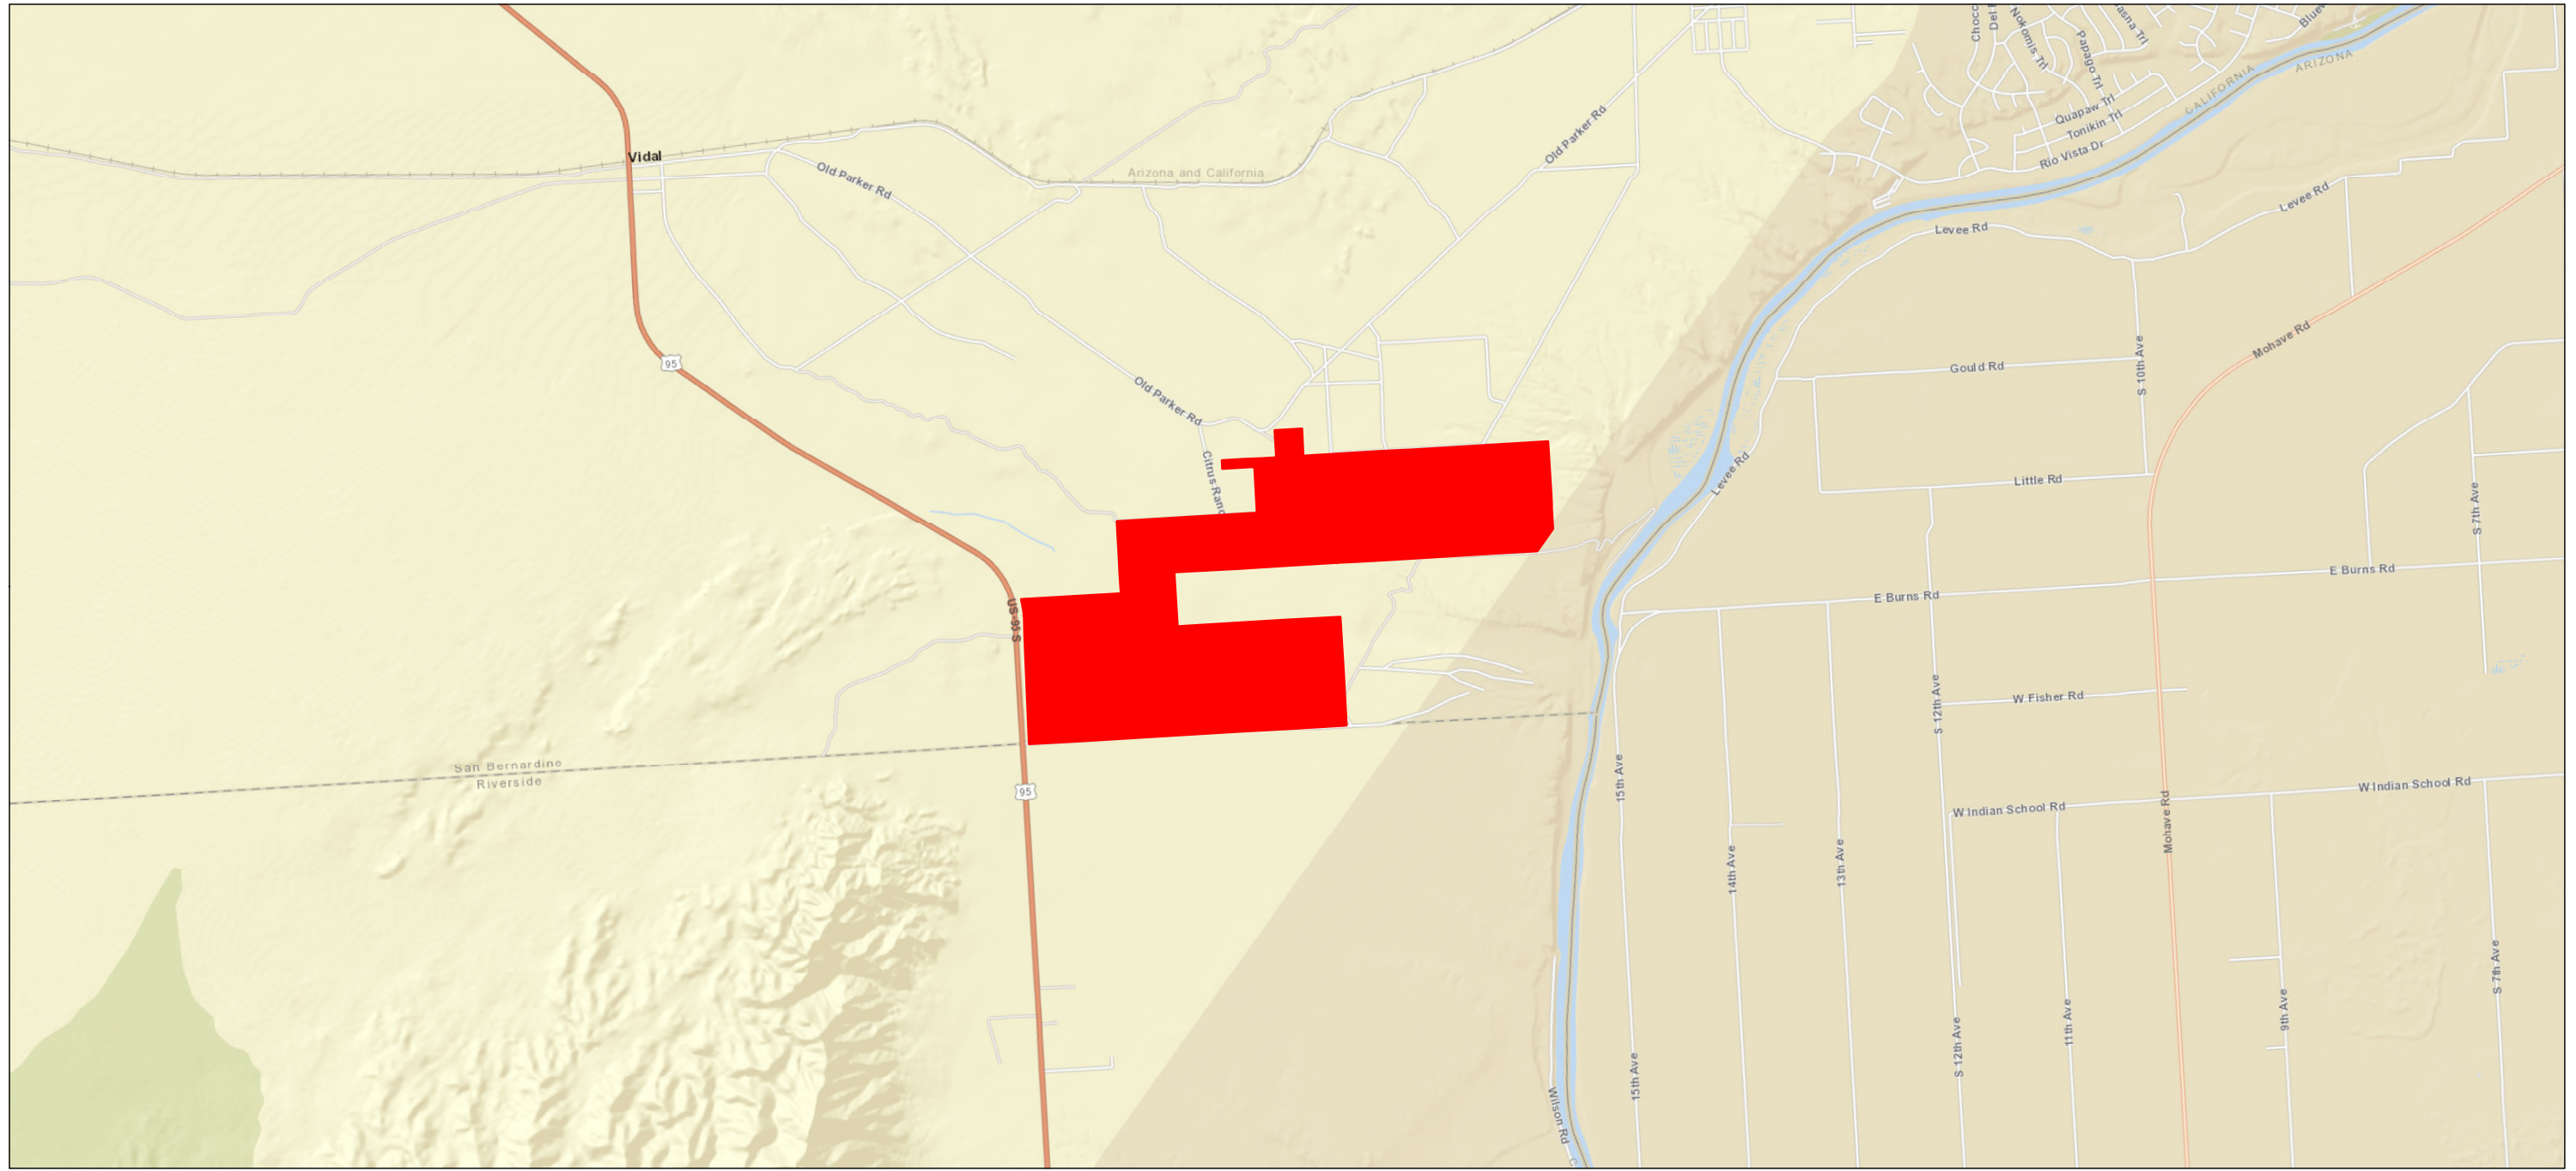 Nokomis Trl
Papago Trl
CALIFORNIA
ARIZONA
Quapaw Trl
Tonikin Trl
Rio Vista Dr
Old Parker Rd
Vidal
Arizona and California
Old Parker Rd
Levee Rd
Levee Rd
Mohave Rd
95
Gould Rd
S 10th Ave
Old Parker Rd
Citrus Ranc
Levee Rd
Little Rd
S 7th Ave
E Burns Rd
E Burns Rd
US-95 S
W Fisher Rd
S 12th Ave
San Bernardino
Riverside
95
15th Ave
W Indian School Rd
W Indian School Rd
Mohave Rd
14th Ave
13th Ave
S 7th Ave
9th Ave
11th Ave
S 12th Ave
15th Ave
Wilson Rd